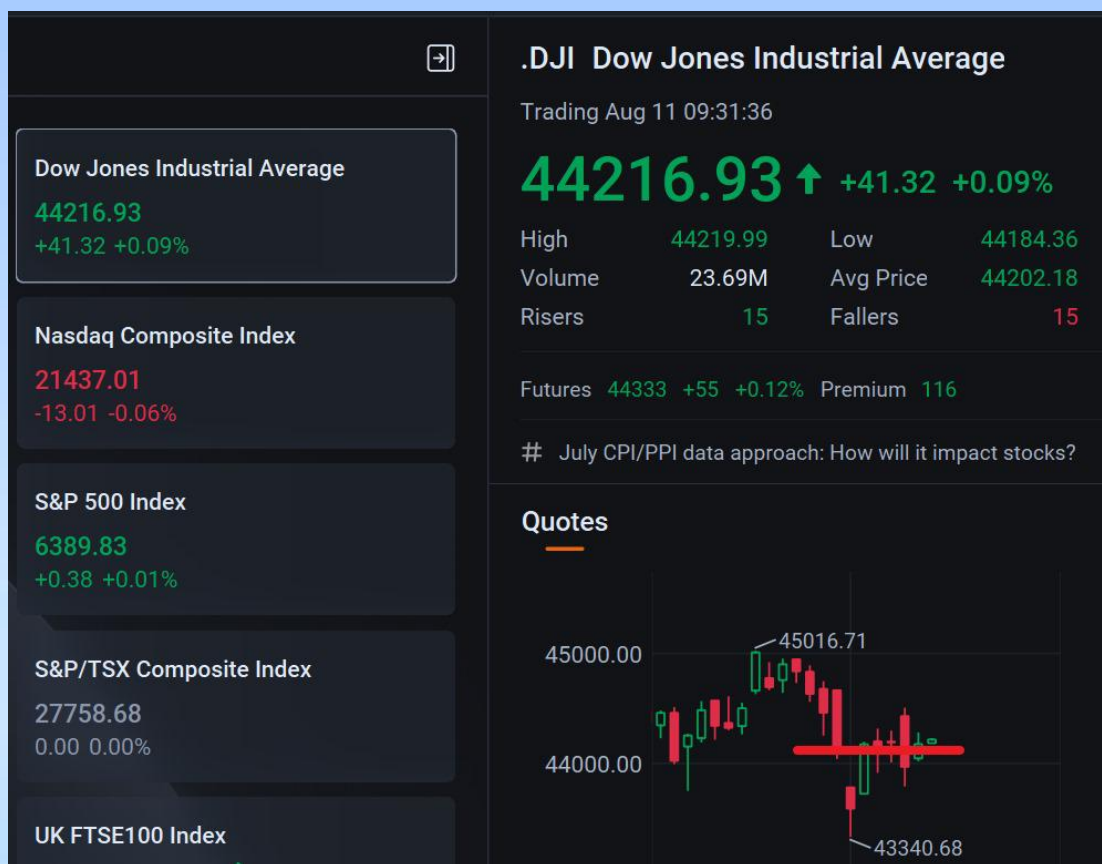 Dow Jones Industrial Average
44216.93
+41.32 +0.09%
Nasdaq Composite Index
21437.01
-13.01 -0.06%
S&P 500 Index
6389.83
+0.38 +0.01%
S&P/TSX Composite Index
27758.68
0.00 0.00%
UK FTSE100 Index
.DJI Dow Jones Industrial Average
Trading Aug 11 09:31:36
44216.93 +41.32 +0.09%
High 44219.99 Low 44184.36
Volume 23.69M Avg Price 44202.18
Risers 15 Fallers 15
Futures 44333 +55 +0.12% Premium 116
# July CPI/PPI data approach: How will it impact stocks?
Quotes
45016.71
45000.00
44000.00
43340.68